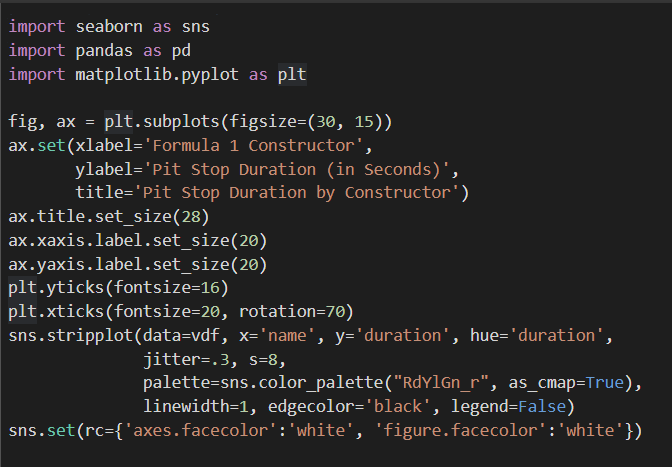 import seaborn as sns
import pandas as pd
import matplotlib.pyplot as plt

fig, ax = plt.subplots(figsize=(30, 15))
ax.set(xlabel='Formula 1 Constructor',
       ylabel='Pit Stop Duration (in Seconds)',
       title='Pit Stop Duration by Constructor')
ax.title.set_size(28)
ax.xaxis.label.set_size(20)
ax.yaxis.label.set_size(20)
plt.yticks(fontsize=16)
plt.xticks(fontsize=20, rotation=70)
sns.stripplot(data=vdf, x='name', y='duration', hue='duration',
              jitter=.3, s=8,
              palette=sns.color_palette("RdYlGn_r", as_cmap=True),
              linewidth=1, edgecolor='black', legend=False)
sns.set(rc={'axes.facecolor':'white', 'figure.facecolor':'white'})